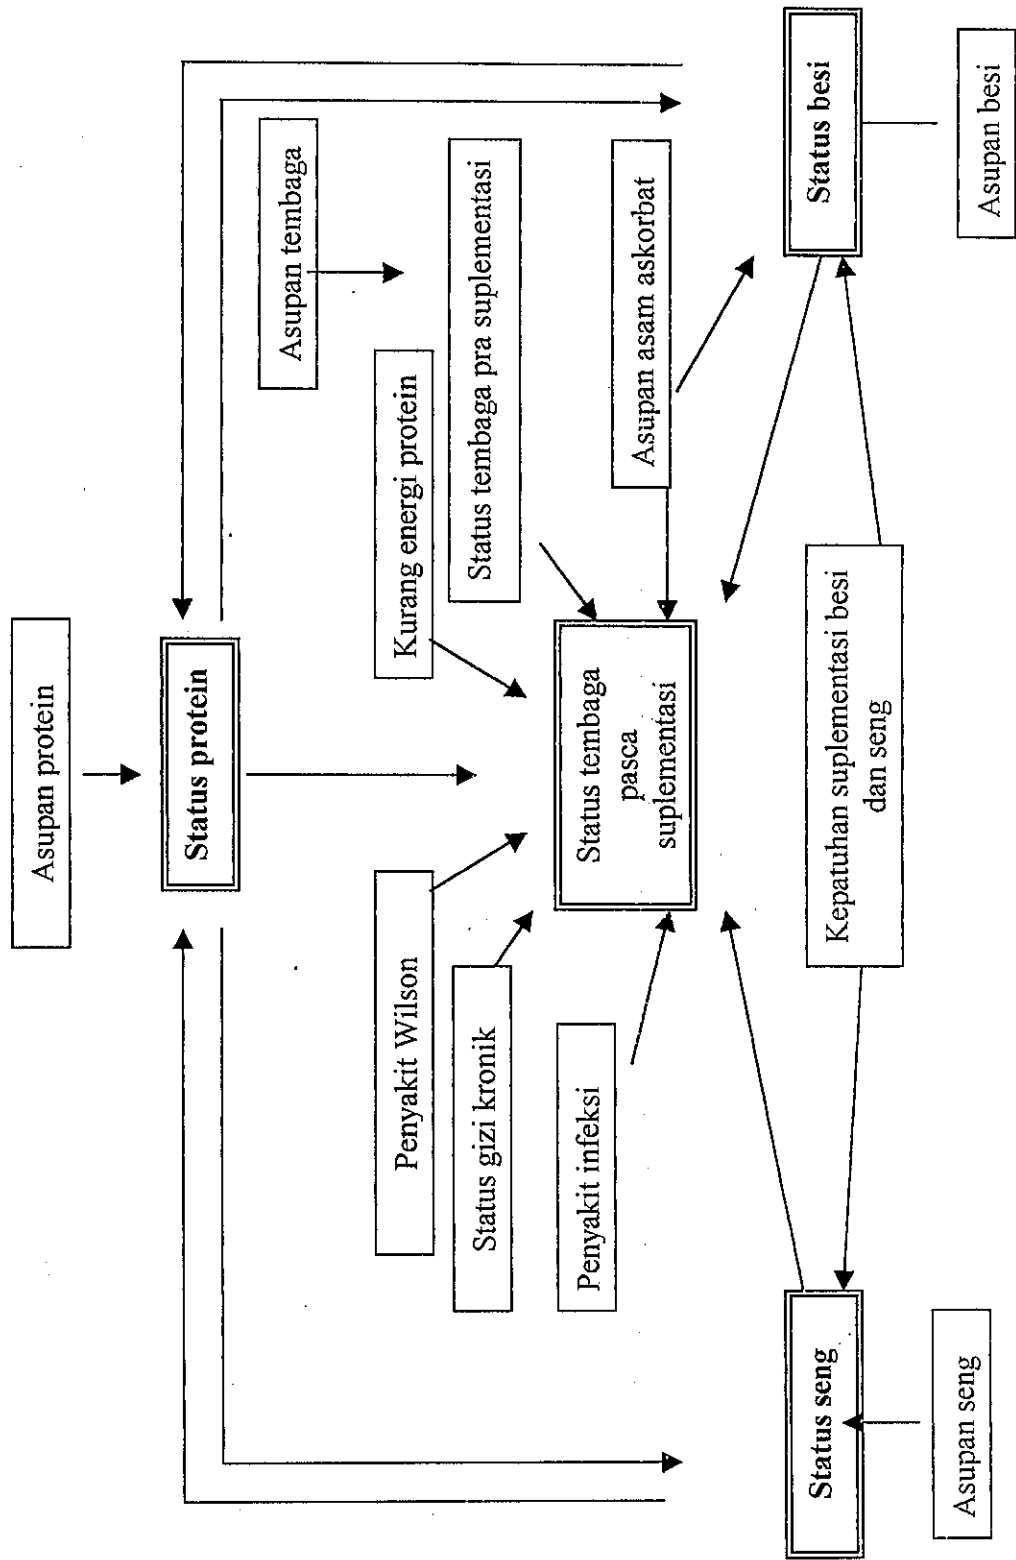 Asupan protein
Status protein
Asupan tembaga
Penyakit Wilson
Kurang energi protein
Status gizi kronik
Status tembaga pra suplementasi
Penyakit infeksi
Status tembaga
pasca
suplementasi
Asupan asam askorbat
Status seng
Kepatuhan suplementasi besi
dan seng
Status besi
Asupan seng
Asupan besi